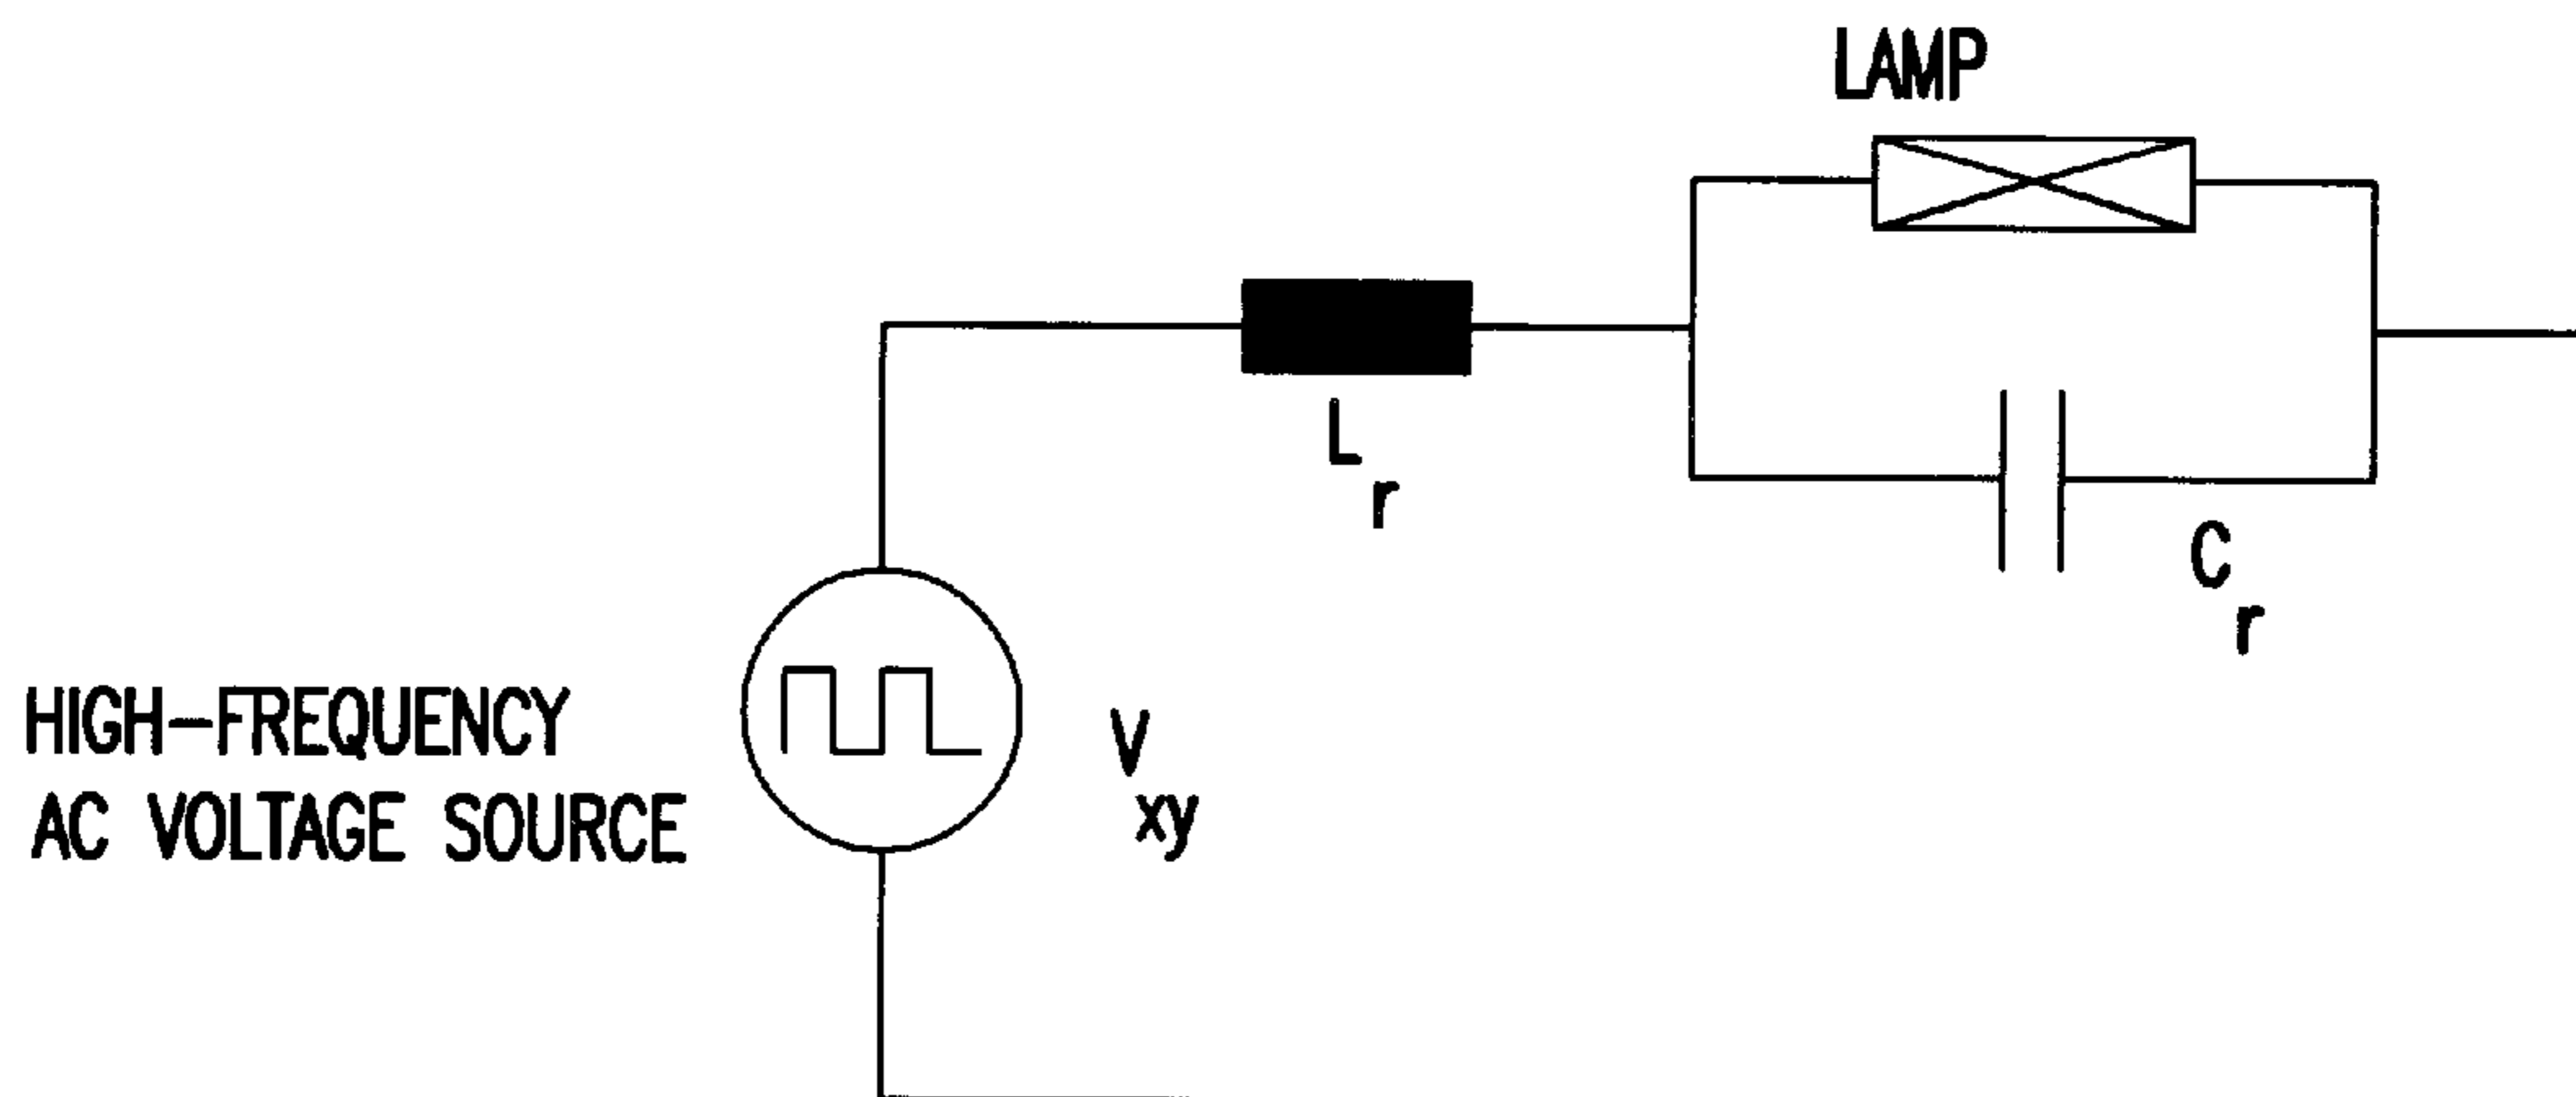 LAMP
L r
C r
HIGH-FREQUENCY
AC VOLTAGE SOURCE
V xy